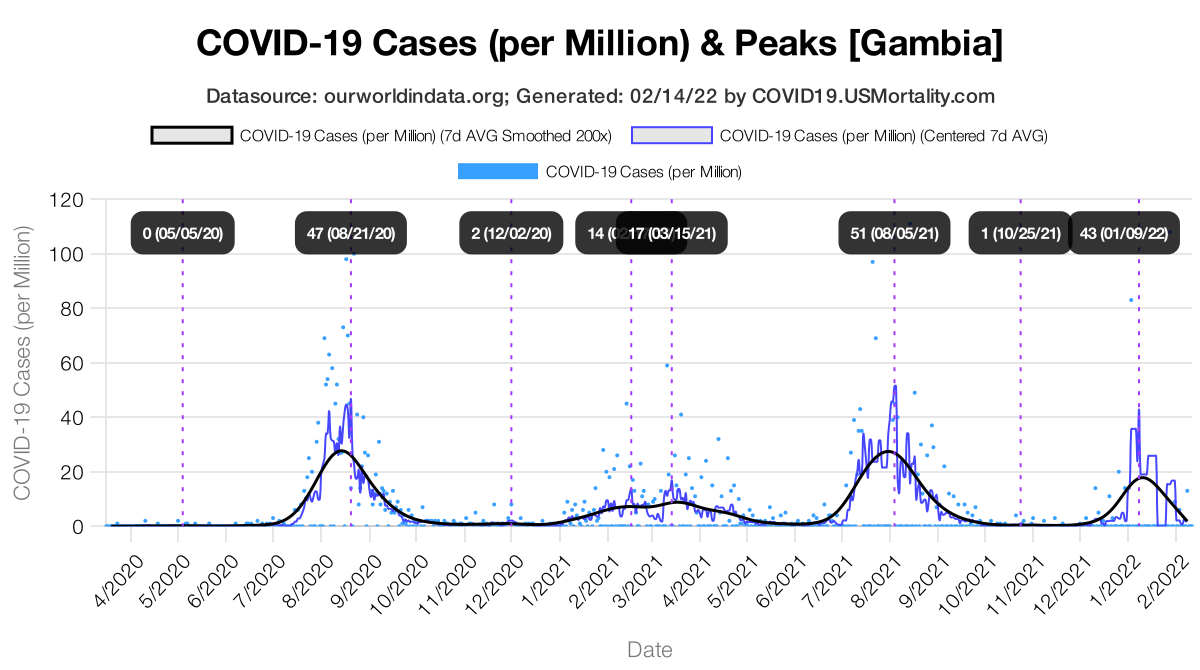 COVID-19 Cases (per Million) & Peaks [Gambia]
Datasource: ourworldindata.org; Generated: 02/14/22 by COVID19.USMortality.com
COVID-19 Cases (per Million) (7d AVG Smoothed 200x) COVID-19 Cases (per Million) (Centered 7d AVG)
COVID-19 Cases (per Million)
COVID-19 Cases (per Million)
120
100
80
60
40
20
0
0 (05/05/20) 47 (08/21/20) 2 (12/02/20) 14 17 (03/15/21) 51 (08/05/21) 1 (10/25/21) 43 (01/09/22)
4/2020 5/2020 6/2020 7/2020 8/2020 9/2020 10/2020 11/2020 12/2020 1/2021 2/2021 3/2021 4/2021 5/2021 6/2021 7/2021 8/2021 9/2021 10/2021 11/2021 12/2021 1/2022 2/2022
Date